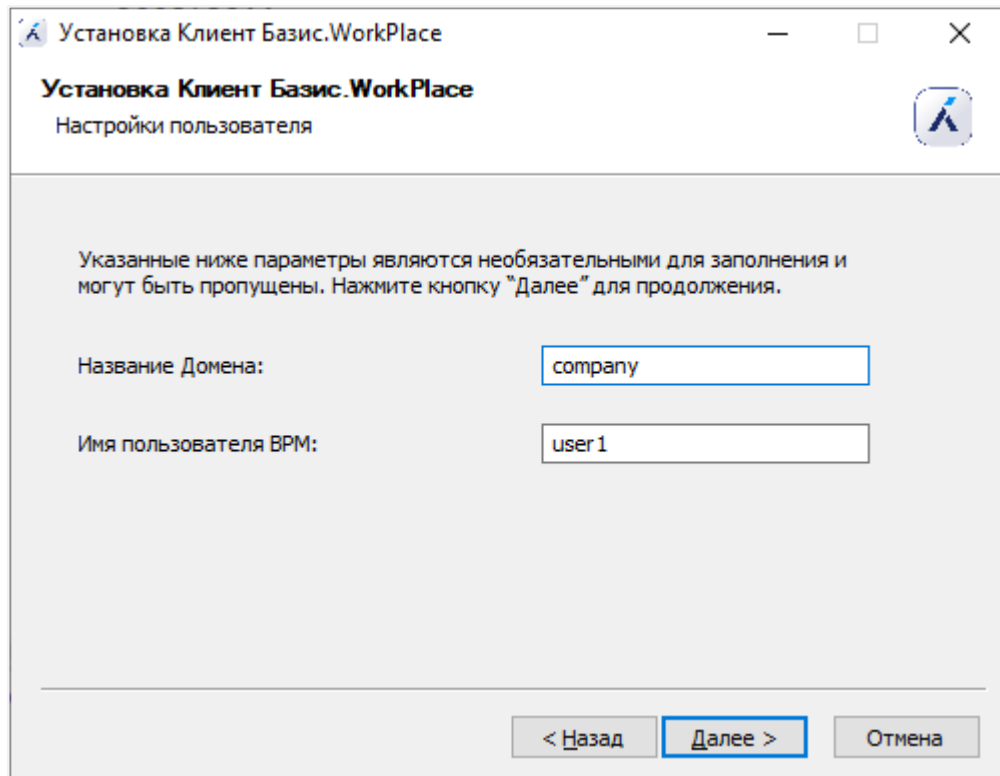 Установка Клиент Базис.WorkPlace
Установка Клиент Базис.WorkPlace
Настройки пользователя
Указанные ниже параметры являются необязательными для заполнения и
могут быть пропущены. Нажмите кнопку “Далее” для продолжения.
Название Домена:
company
Имя пользователя ВРМ:
user1
< Назад
Далее >
Отмена